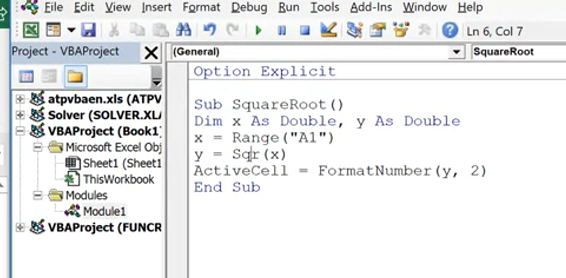 File Edit View Insert Format Debug Run Tools Add-Ins Window Help
Ln 6, Col 7
Project - VBAProject
(General)
SquareRoot
atpvbaen.xls (ATPV
Solver (SOLVER.XLA
VBAProject (Book1)
Microsoft Excel Obj
Sheet1 (Sheet1
ThisWorkbook
Modules
Module1
VBAProject (FUNCR
Option Explicit
Sub SquareRoot()
Dim x As Double, y As Double
x = Range("A1")
y = Sqr(x)
ActiveCell = FormatNumber(y, 2)
End Sub